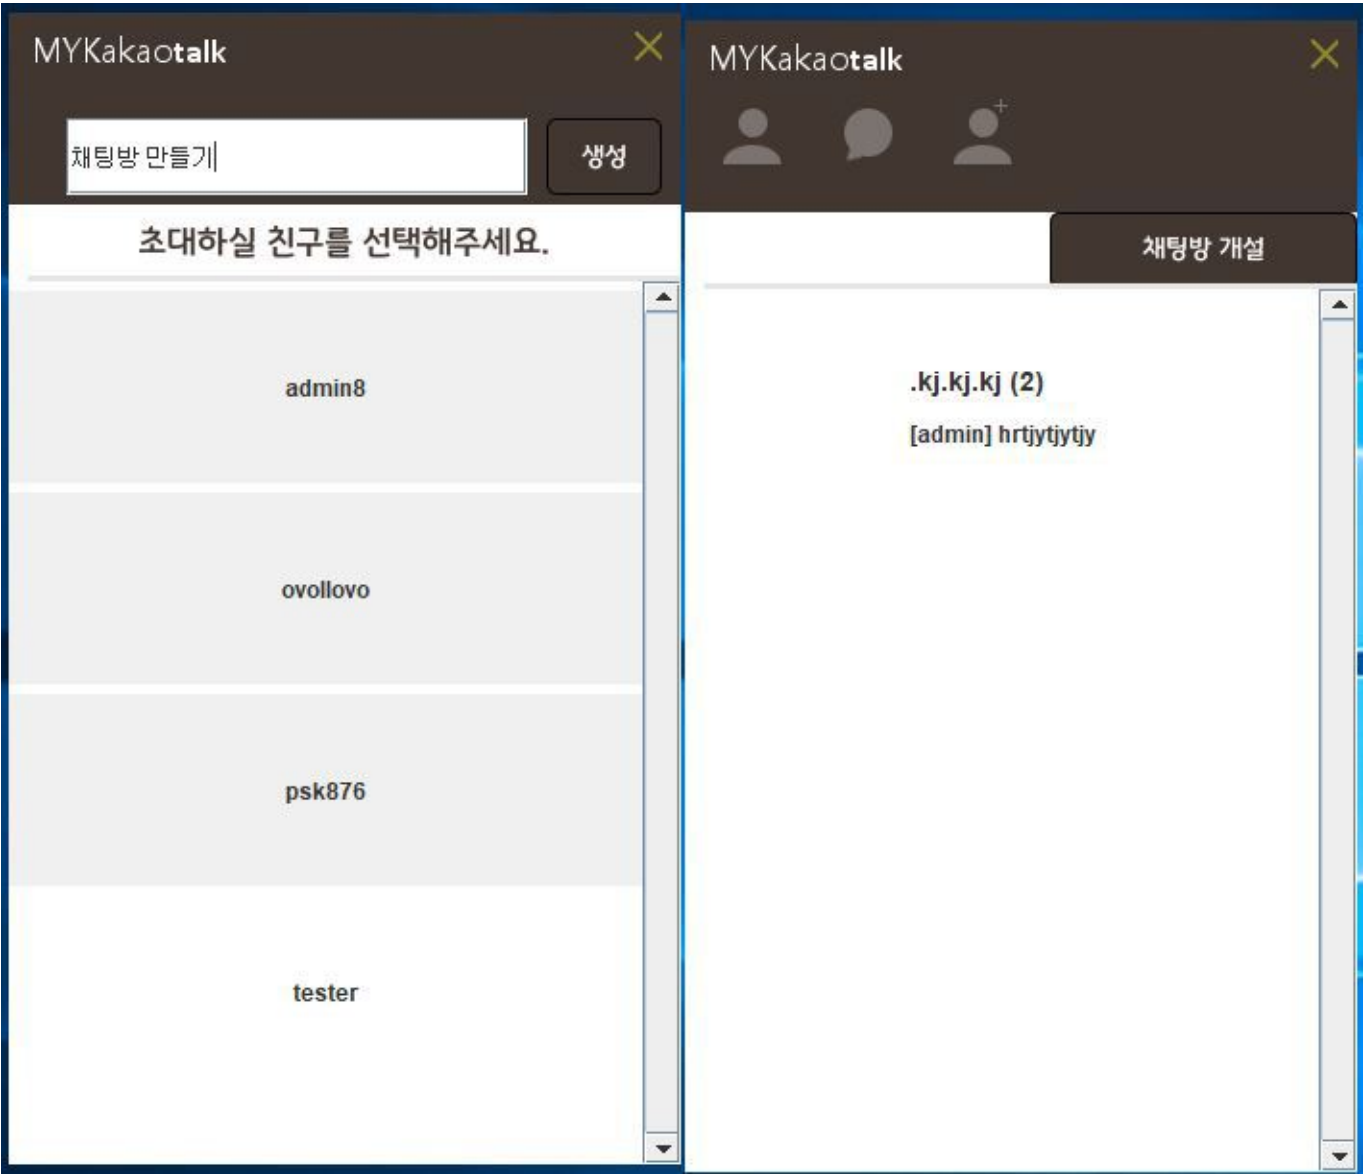 MYKakaotalk
채팅방 만들기
생성
초대하실 친구를 선택해주세요.
admin8
ovollovo
psk876
tester
MYKakaotalk
채팅방 개설
.kj.kj.kj (2)
[admin] hrtjytjytjy